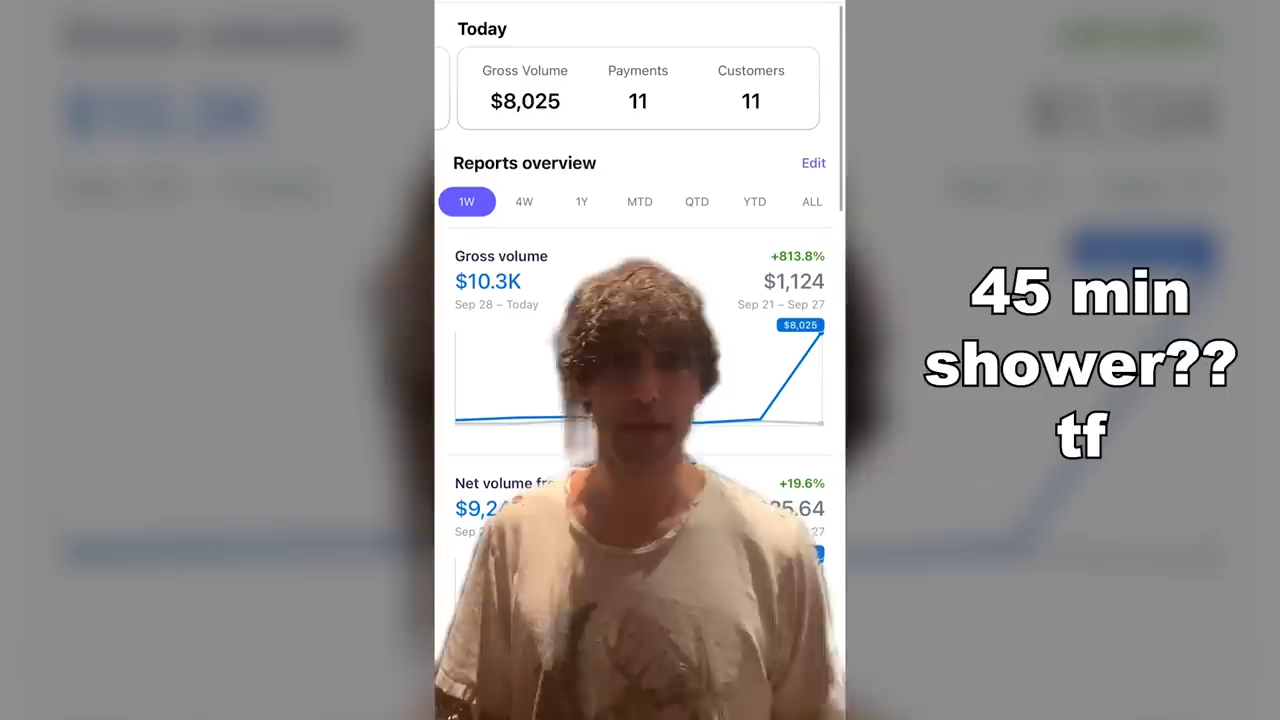 Today
Gross Volume Payments Customers
$8,025 11 11
Reports overview Edit
1W 4W 1Y MTD QTD YTD ALL
Gross volume +813.8%
$10.3K $1,124
Sep 28 – Today Sep 21 – Sep 27
$8,025
Net volume +19.6%
45 min
shower??
tf